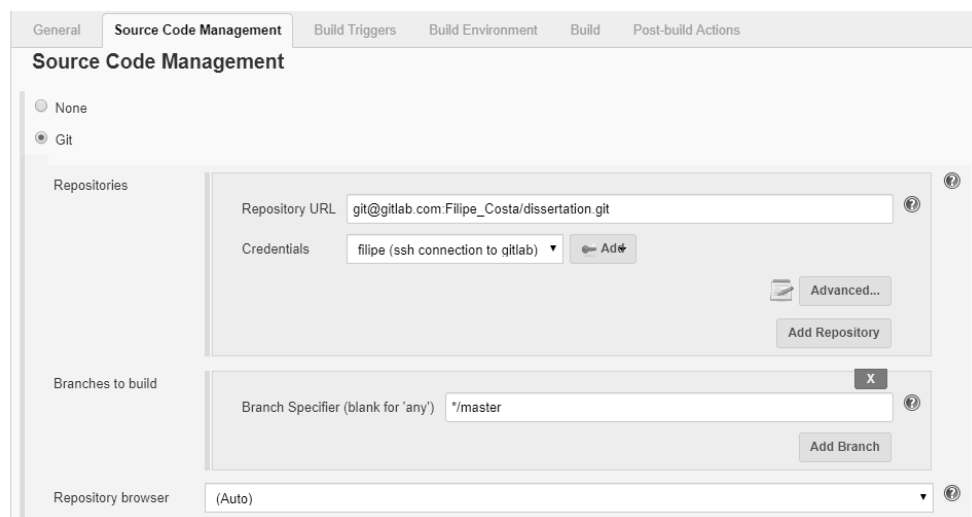 General Source Code Management Build Triggers Build Environment Build Post-build Actions
Source Code Management
None
Git
Repositories
Repository URL git@gitlab.com:Filipe_Costa/dissertation.git
Credentials filipe (ssh connection to gitlab) Add
Advanced...
Add Repository
Branches to build
X
Branch Specifier (blank for 'any') */master
Add Branch
Repository browser (Auto)